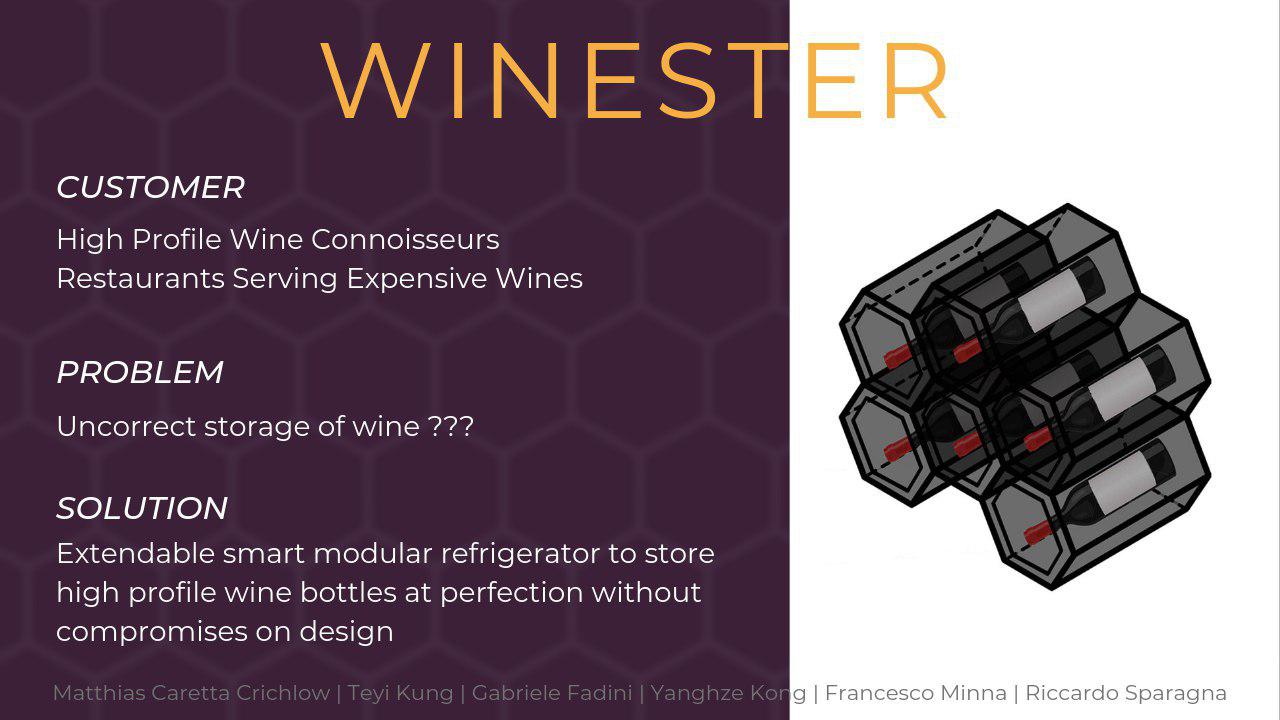 WINESTER
CUSTOMER
High Profile Wine Connoisseurs
Restaurants Serving Expensive Wines
PROBLEM
Uncorrect storage of wine ???
SOLUTION
Extendable smart modular refrigerator to store
high profile wine bottles at perfection without
compromises on design
Matthias Caretta Crichlow | Teyi Kung | Gabriele Fadini | Yanghze Kong | Francesco Minna | Riccardo Sparagna